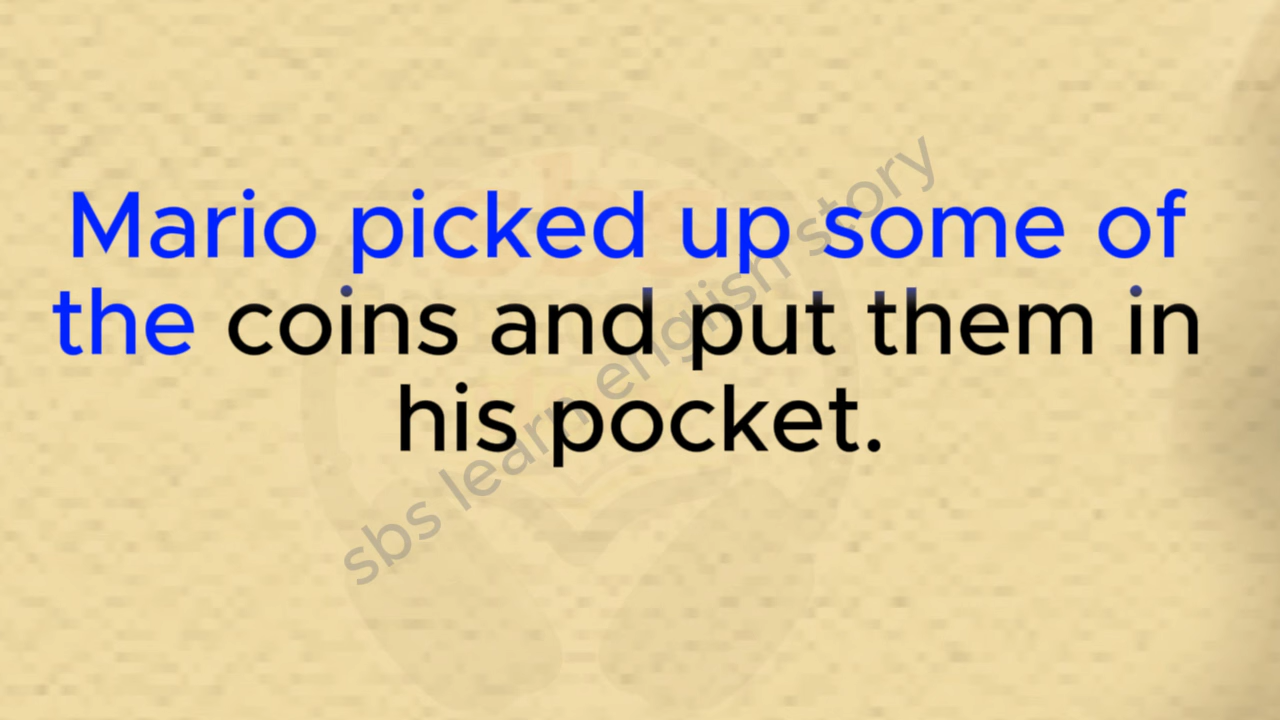 Mario picked up some of
the coins and put them in
his pocket.
sbs learn english story